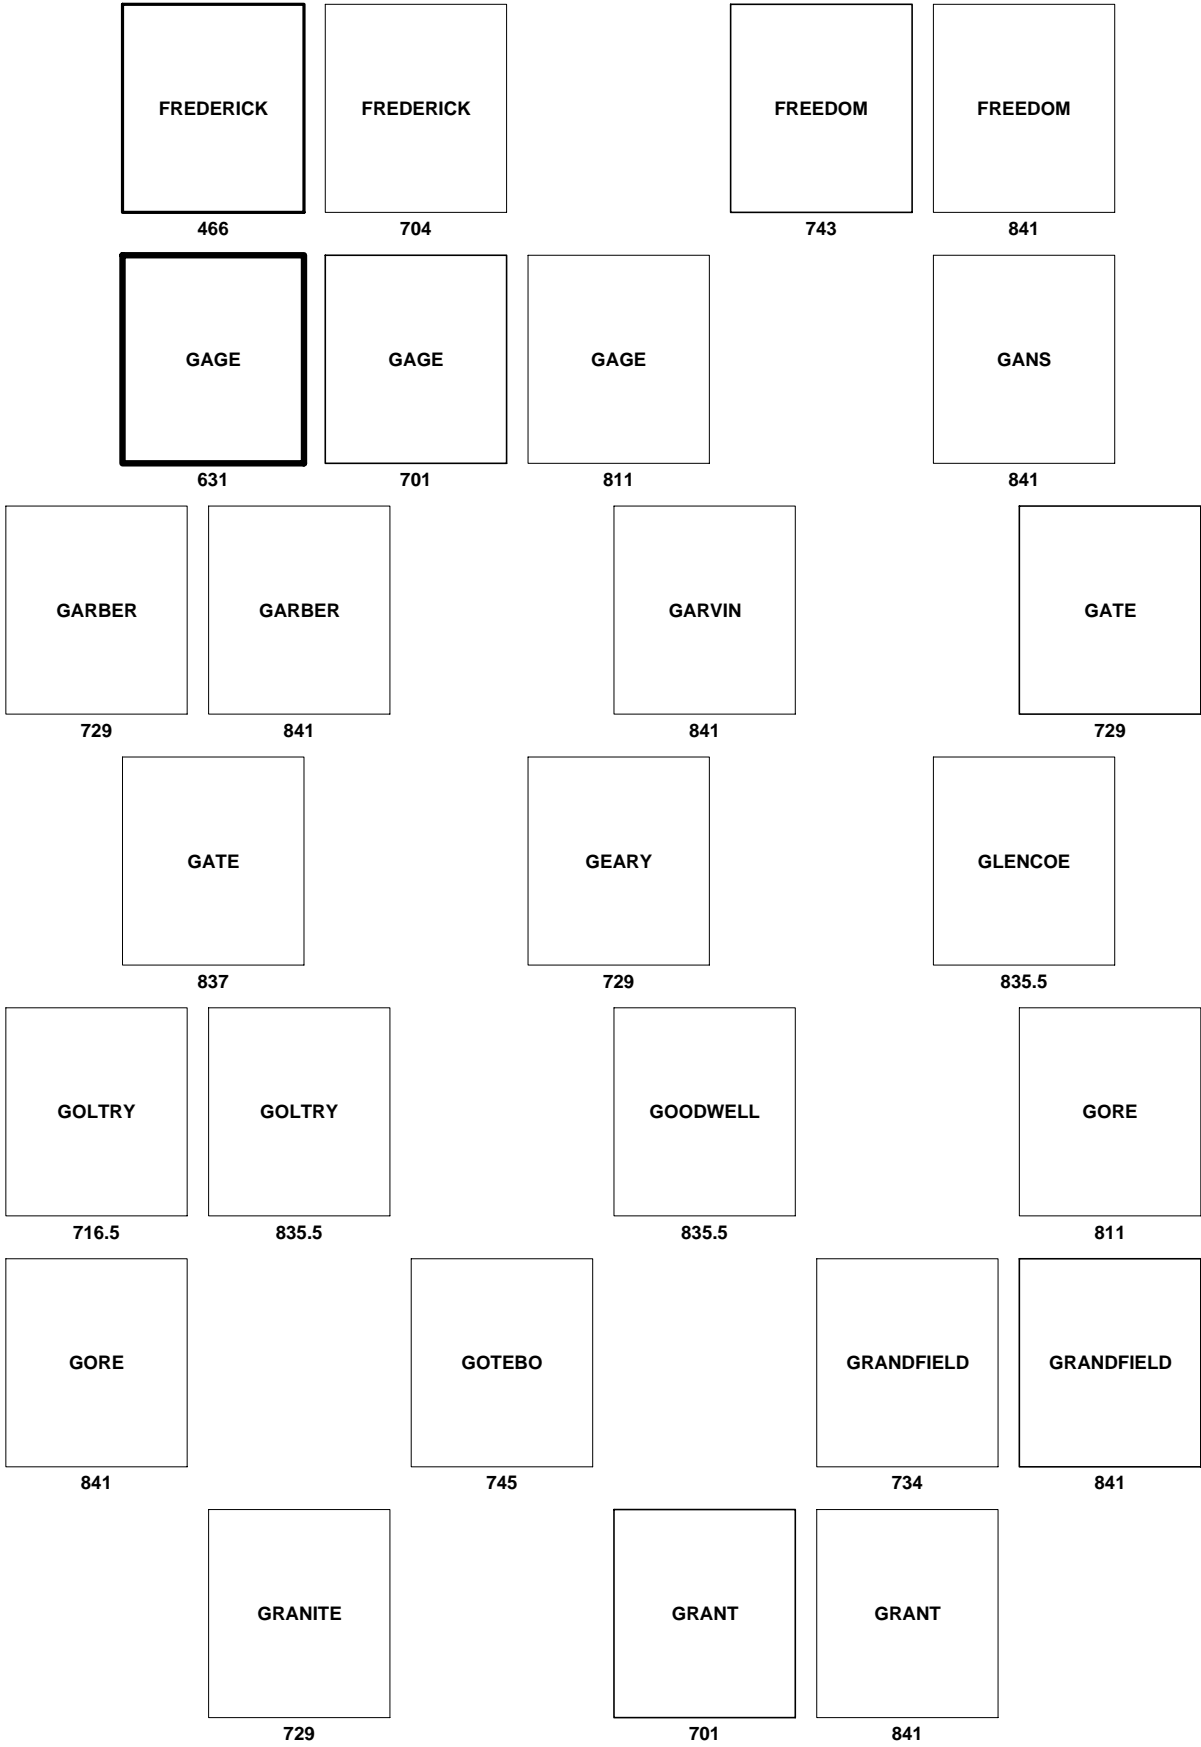 FREDERICK FREDERICK FREEDOM FREEDOM
466 704 743 841
GAGE GAGE GAGE GANS
631 701 811 841
GARBER GARBER GARVIN GATE
729 841 841 729
GATE GEARY GLENCOE
837 729 835.5
GOLTRY GOLTRY GOODWELL GORE
716.5 835.5 835.5 811
GORE GOTEBO GRANDFIELD GRANDFIELD
841 745 734 841
GRANITE GRANT GRANT
729 701 841